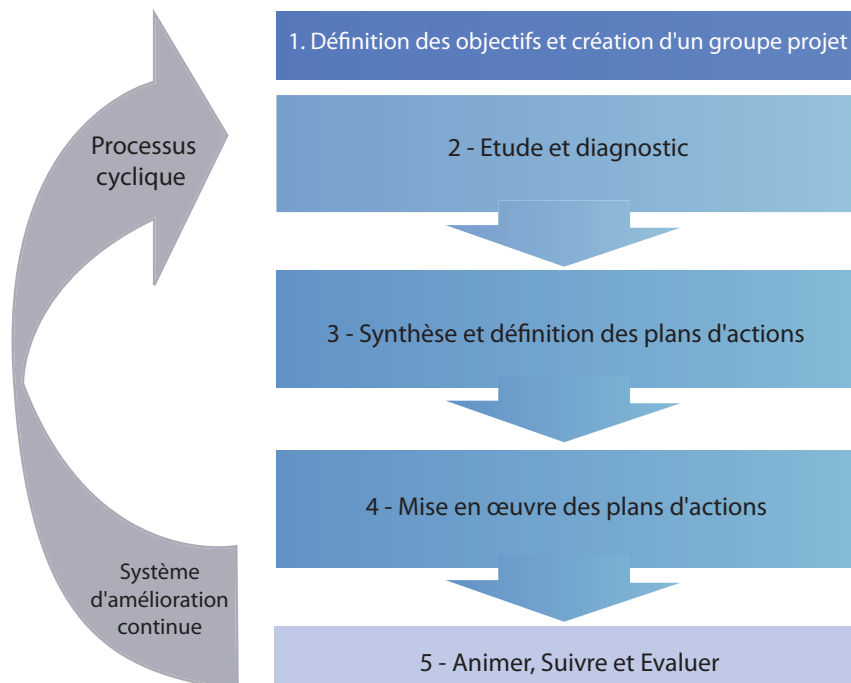 1. Définition des objectifs et création d'un groupe projet
Processus
cyclique
2 - Etude et diagnostic
3 - Synthèse et définition des plans d'actions
4 - Mise en œuvre des plans d'actions
Système
d'amélioration
continue
5 - Animer, Suivre et Evaluer